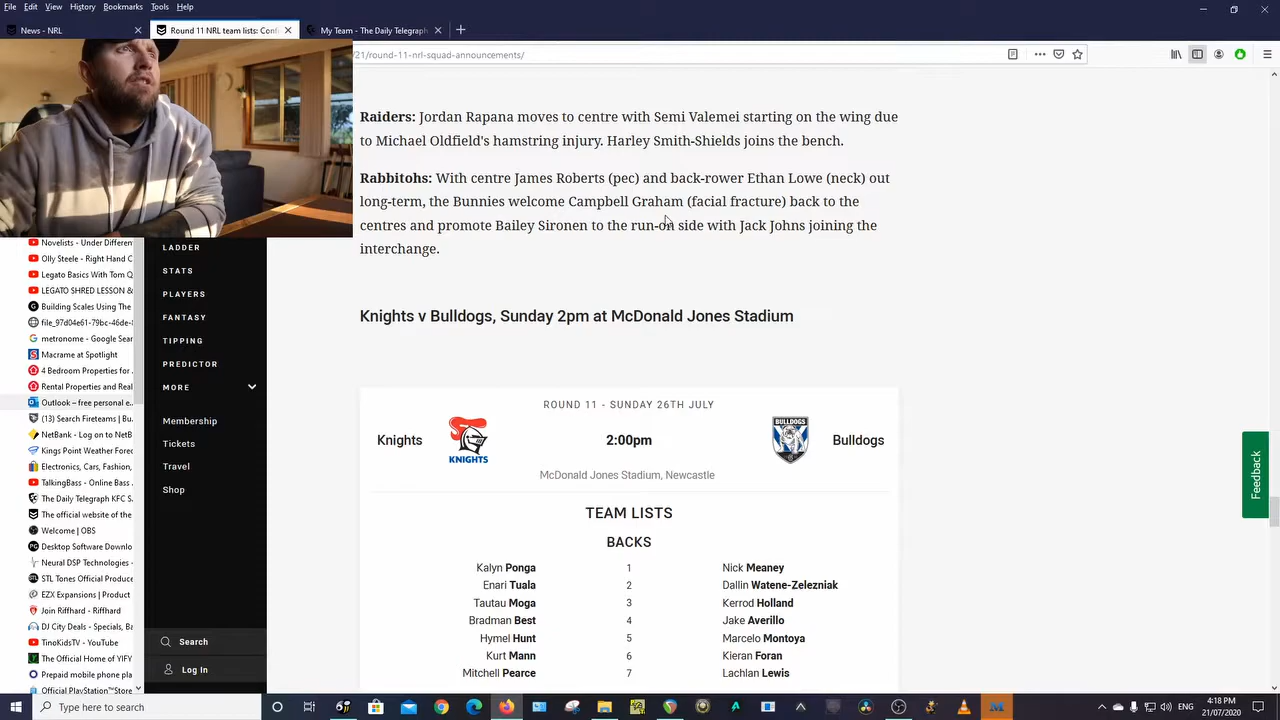 File Edit View History Bookmarks Tools Help
News - NRL
Round 11 NRL team lists: Conf
My Team - The Daily Telegraph
21/round-11-nrl-squad-announcements/
Raiders: Jordan Rapana moves to centre with Semi Valemei starting on the wing due
to Michael Oldfield's hamstring injury. Harley Smith-Shields joins the bench.
Rabbitohs: With centre James Roberts (pec) and back-rower Ethan Lowe (neck) out
long-term, the Bunnies welcome Campbell Graham (facial fracture) back to the
centres and promote Bailey Sironen to the run-on side with Jack Johns joining the
interchange.
Knights v Bulldogs, Sunday 2pm at McDonald Jones Stadium
ROUND 11 - SUNDAY 26TH JULY
Knights
KNIGHTS
2:00pm
BULLDOGS
Bulldogs
McDonald Jones Stadium, Newcastle
TEAM LISTS
BACKS
Kalyn Ponga 1 Nick Meaney
Enari Tuala 2 Dallin Watene-Zelezniak
Tautau Moga 3 Kerrod Holland
Bradman Best 4 Jake Averillo
Hymel Hunt 5 Marcelo Montoya
Kurt Mann 6 Kieran Foran
Mitchell Pearce 7 Lachlan Lewis
Feedback
Novelists - Under Differen
Olly Steele - Right Hand C
Legato Basics With Tom Q
LEGATO SHRED LESSON &
Building Scales Using The
file_97d04e61-79bc-46de-8
metronome - Google Sear
Macrame at Spotlight
4 Bedroom Properties for
Rental Properties and Real
Outlook – free personal e
(13) Search Fireteams | Bu
NetBank - Log on to NetB
Kings Point Weather Forec
Electronics, Cars, Fashion,
TalkingBass - Online Bass
The Daily Telegraph KFC S
The official website of the
Welcome | OBS
Desktop Software Downlo
Neural DSP Technologies -
STL Tones Official Produce
EZX Expansions | Product
Join Riffhard - Riffhard
DJ City Deals - Specials, Ba
TinoKidsTV - YouTube
The Official Home of YIFY
Prepaid mobile phone pla
Official PlayStation™Store
LADDER
STATS
PLAYERS
FANTASY
TIPPING
PREDICTOR
MORE
Membership
Tickets
Travel
Shop
Search
Log In
Type here to search
4:18 PM
21/07/2020